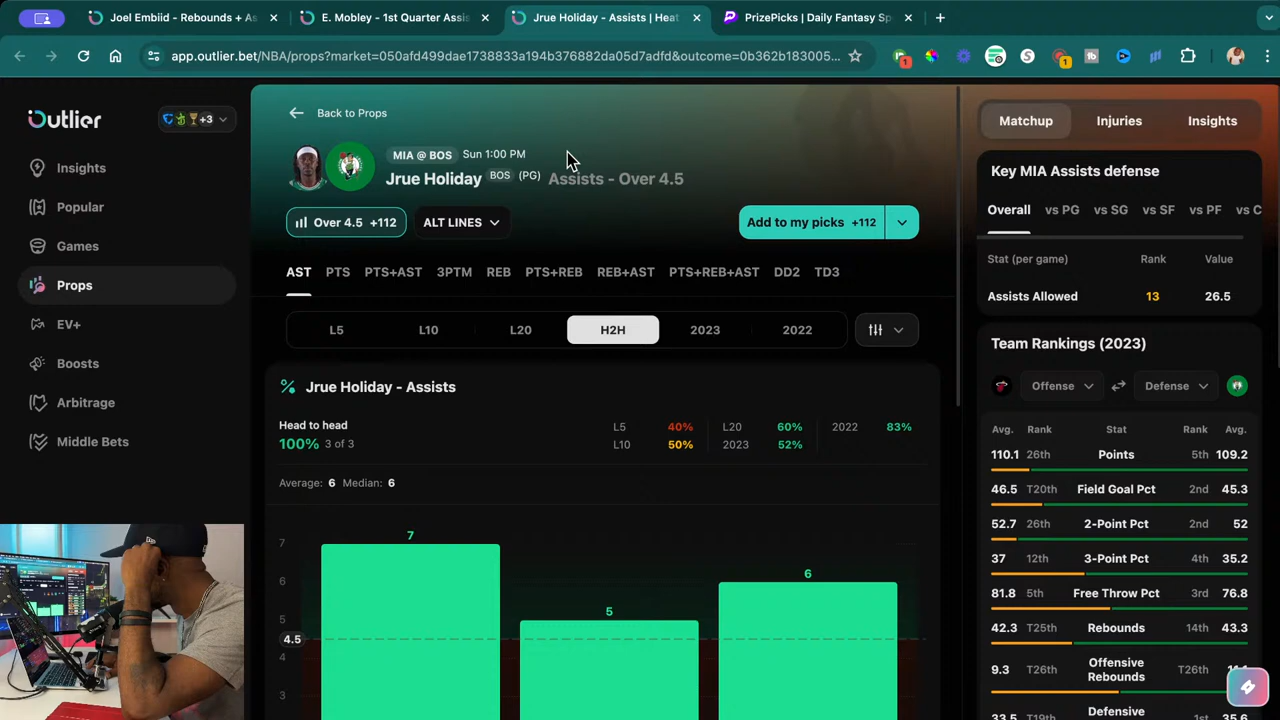 Joel Embiid - Rebounds + As
E. Mobley - 1st Quarter Assis
Jrue Holiday - Assists | Heat
PrizePicks | Daily Fantasy Sp
app.outlier.bet/NBA/props?market=050afd499dae1738833a194b376872da05d7adfd&outcome=0b362b183005...
Outlier
+3
Insights
Popular
Games
Props
EV+
Boosts
Arbitrage
Middle Bets
Back to Props
MIA @ BOS Sun 1:00 PM
Jrue Holiday BOS (PG) Assists - Over 4.5
Over 4.5 +112 ALT LINES
Add to my picks +112
AST PTS PTS+AST 3PTM REB PTS+REB REB+AST PTS+REB+AST DD2 TD3
L5 L10 L20 H2H 2023 2022
Jrue Holiday - Assists
Head to head
100% 3 of 3
L5 40% L20 60% 2022 83%
L10 50% 2023 52%
Average: 6 Median: 6
7
7
6
5
4.5
4
3
5
6
Matchup Injuries Insights
Key MIA Assists defense
Overall vs PG vs SG vs SF vs PF vs C
Stat (per game) Rank Value
Assists Allowed 13 26.5
Team Rankings (2023)
Offense Defense
Avg. Rank Stat Rank Avg.
110.1 26th Points 5th 109.2
46.5 T20th Field Goal Pct 2nd 45.3
52.7 26th 2-Point Pct 2nd 52
37 12th 3-Point Pct 4th 35.2
81.8 5th Free Throw Pct 3rd 76.8
42.3 T25th Rebounds 14th 43.3
9.3 T26th Offensive Rebounds T26th
33.5 T19th Defensive 1st 35.6